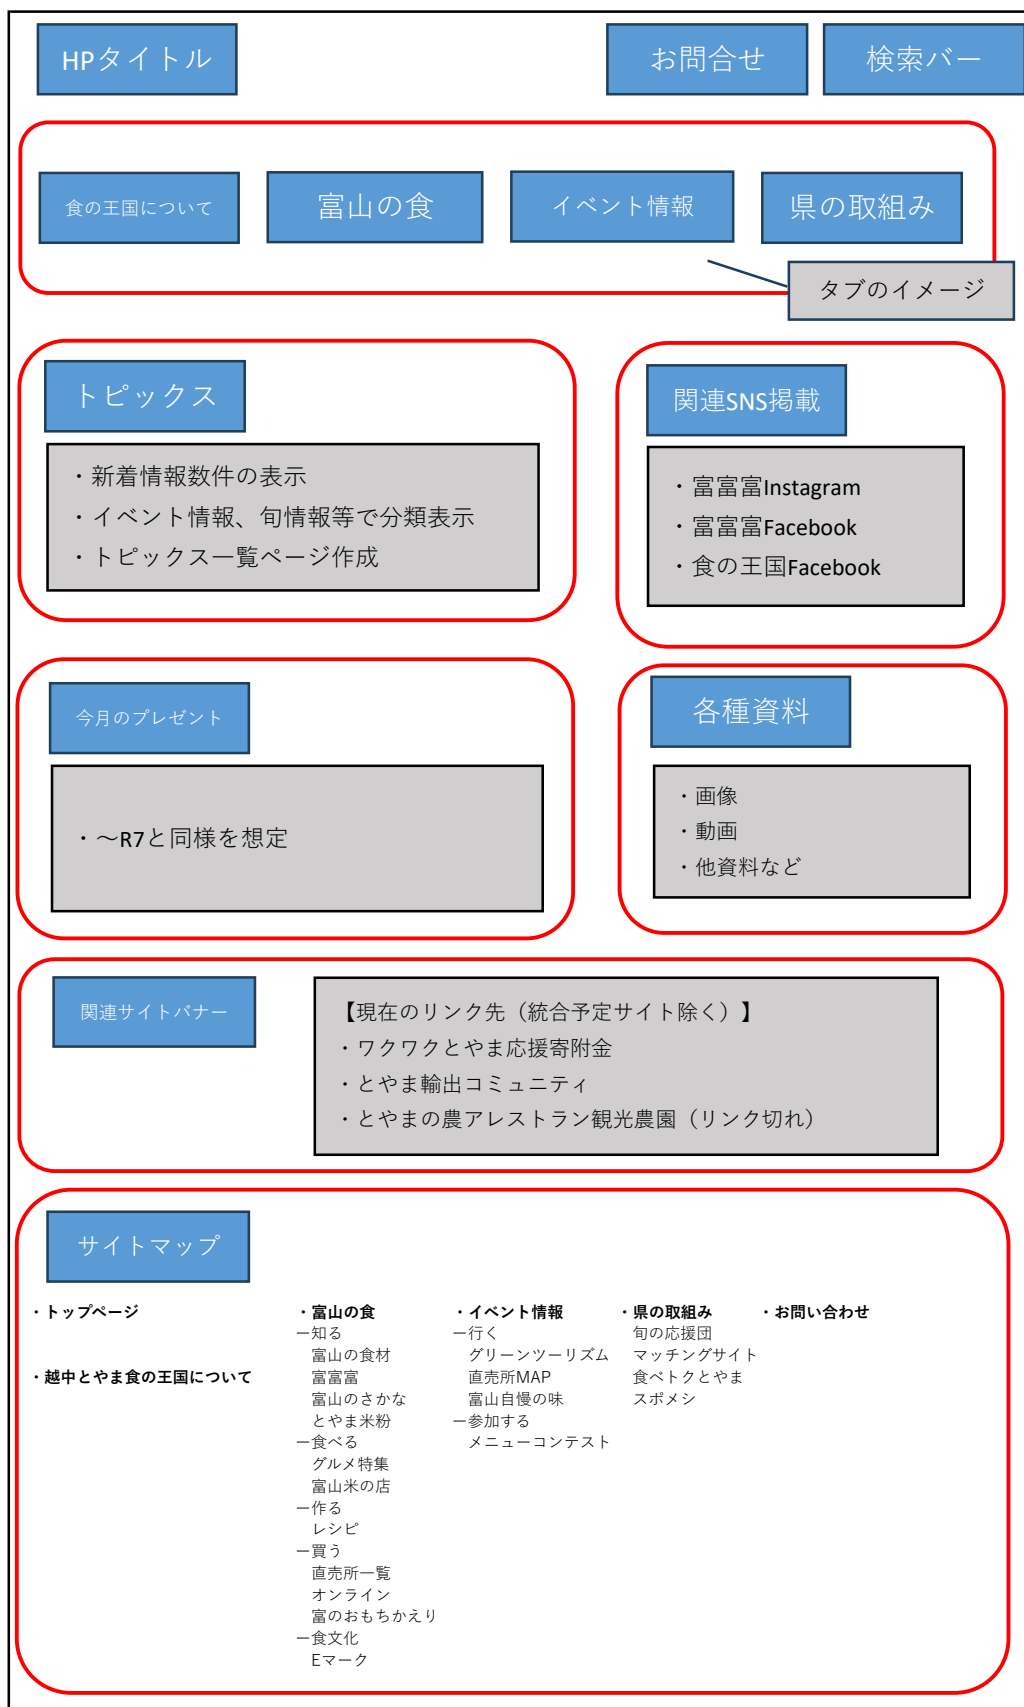 HPタイトル
お問合せ
検索バー
食の王国について
富山の食
イベント情報
県の取組み
タブのイメージ
トピックス
・新着情報数件の表示
・イベント情報、旬情報等で分類表示
・トピックス一覧ページ作成
関連SNS掲載
・富富富Instagram
・富富富Facebook
・食の王国Facebook
今月のプレゼント
・～R7と同様を想定
各種資料
・画像
・動画
・他資料など
関連サイトバナー
【現在のリンク先（統合予定サイト除く）】
・ワクワクとやま応援寄附金
・とやま輸出コミュニティ
・とやまの農アレストラン観光農園（リンク切れ）
サイトマップ
・トップページ
・越中とやま食の王国について
・富山の食
ー知る
富山の食材
富富富
富山のさかな
とやま米粉
ー食べる
グルメ特集
富山米の店
ー作る
レシピ
ー買う
直売所一覧
オンライン
富のおもちかえり
ー食文化
Eマーク
・イベント情報
ー行く
グリーンツーリズム
直売所MAP
富山自慢の味
ー参加する
メニューコンテスト
・県の取組み
旬の応援団
マッチングサイト
食べトクとやま
スポメシ
・お問い合わせ